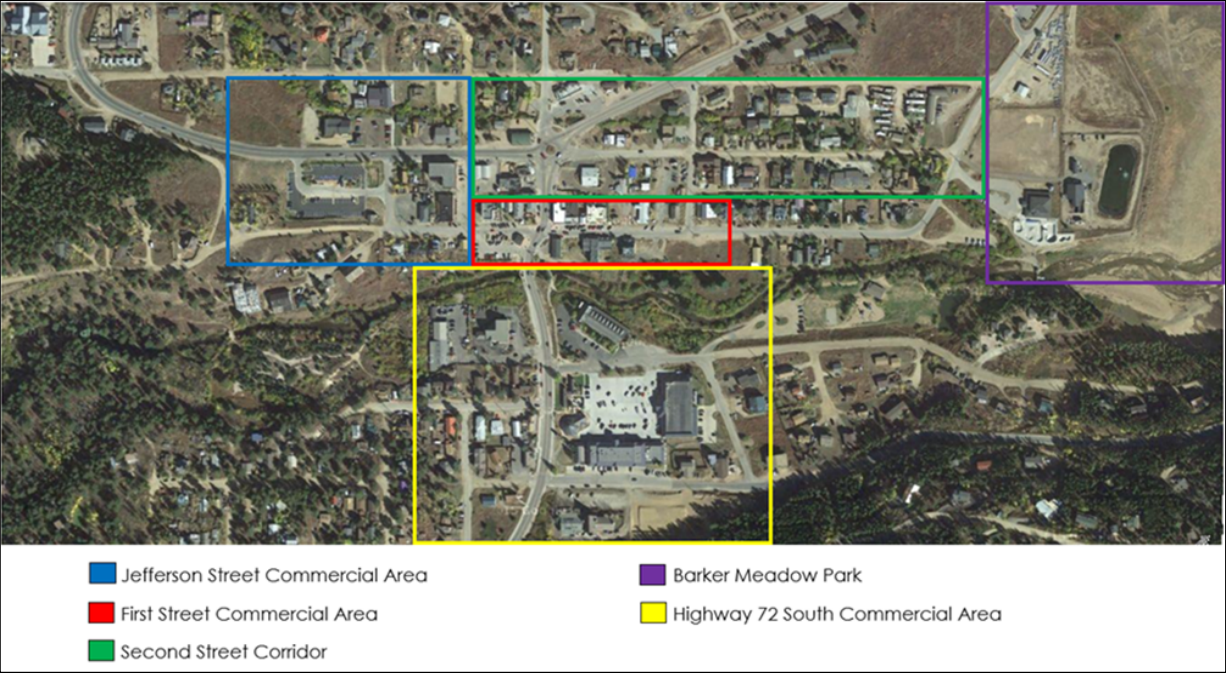 Jefferson Street Commercial Area
First Street Commercial Area
Second Street Corridor
Barker Meadow Park
Highway 72 South Commercial Area